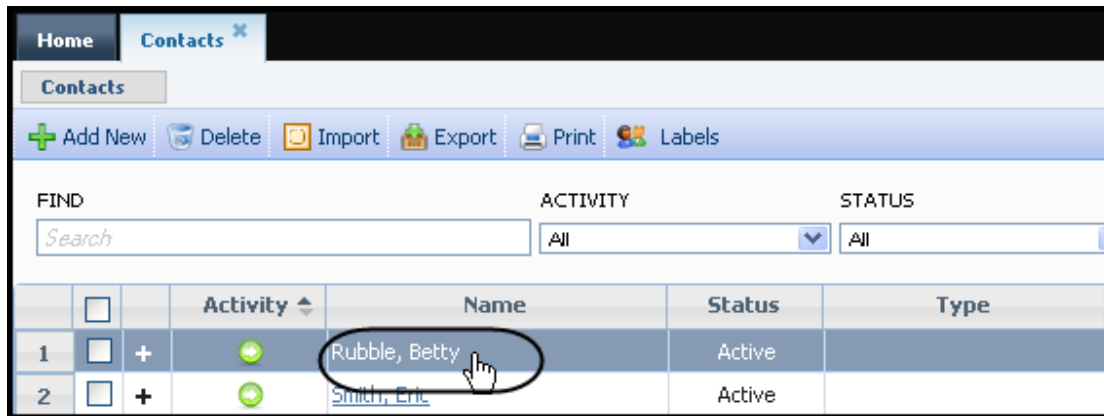 Home Contacts
Contacts
Add New Delete Import Export Print Labels
FIND ACTIVITY STATUS
Search All All
Activity Name Status Type
1 + Rubble, Betty Active
2 + Smith, Eric Active